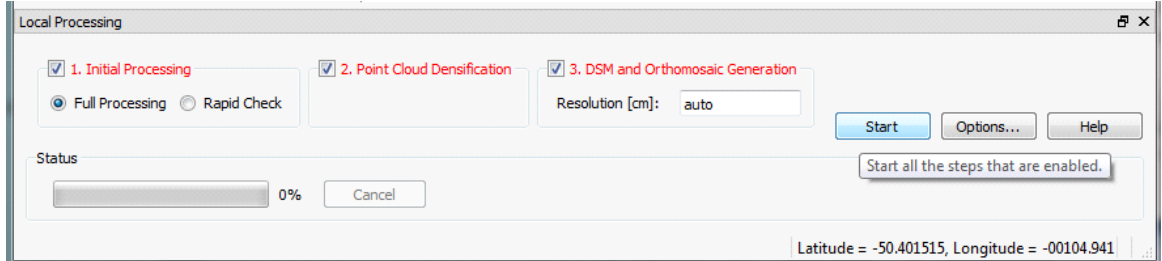 Local Processing
1. Initial Processing
2. Point Cloud Densification
3. DSM and Orthomosaic Generation
Full Processing Rapid Check
Resolution [cm]: auto
Start Options... Help
Status
Start all the steps that are enabled.
0% Cancel
Latitude = -50.401515, Longitude = -00104.941